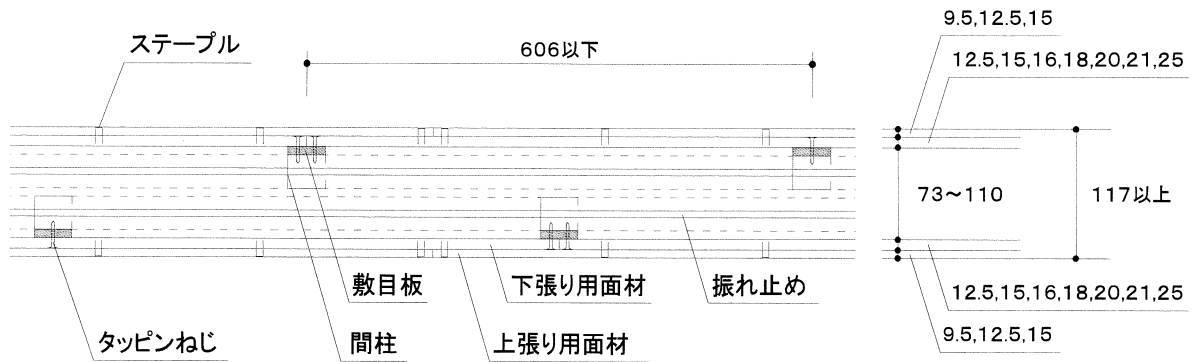 ステープル
606以下
9.5,12.5,15
12.5,15,16,18,20,21,25
73～110
117以上
敷目板
下張り用面材
振れ止め
12.5,15,16,18,20,21,25
タッピンねじ
間柱
上張り用面材
9.5,12.5,15